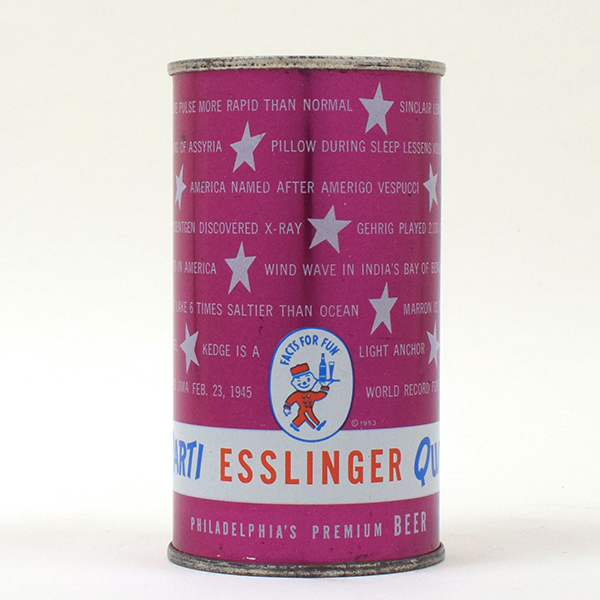 PULSE MORE RAPID THAN NORMAL ★ SINCLAIR
OF ASSYRIA ★ PILLOW DURING SLEEP LESSENS
★ AMERICA NAMED AFTER AMERIGO VESPUCCI ★
DISCOVERED X-RAY ★ GEHRIG PLAYED
IN AMERICA ★ WIND WAVE IN INDIA'S BAY OF
LAKE 6 TIMES SALTIER THAN OCEAN ★ MARRON
★ KEDGE IS A LIGHT ANCHOR ★
FACTS FOR FUN
FEB. 23, 1945 WORLD RECORD
©1953
PARTI ESSLINGER QU
PHILADELPHIA'S PREMIUM BEER